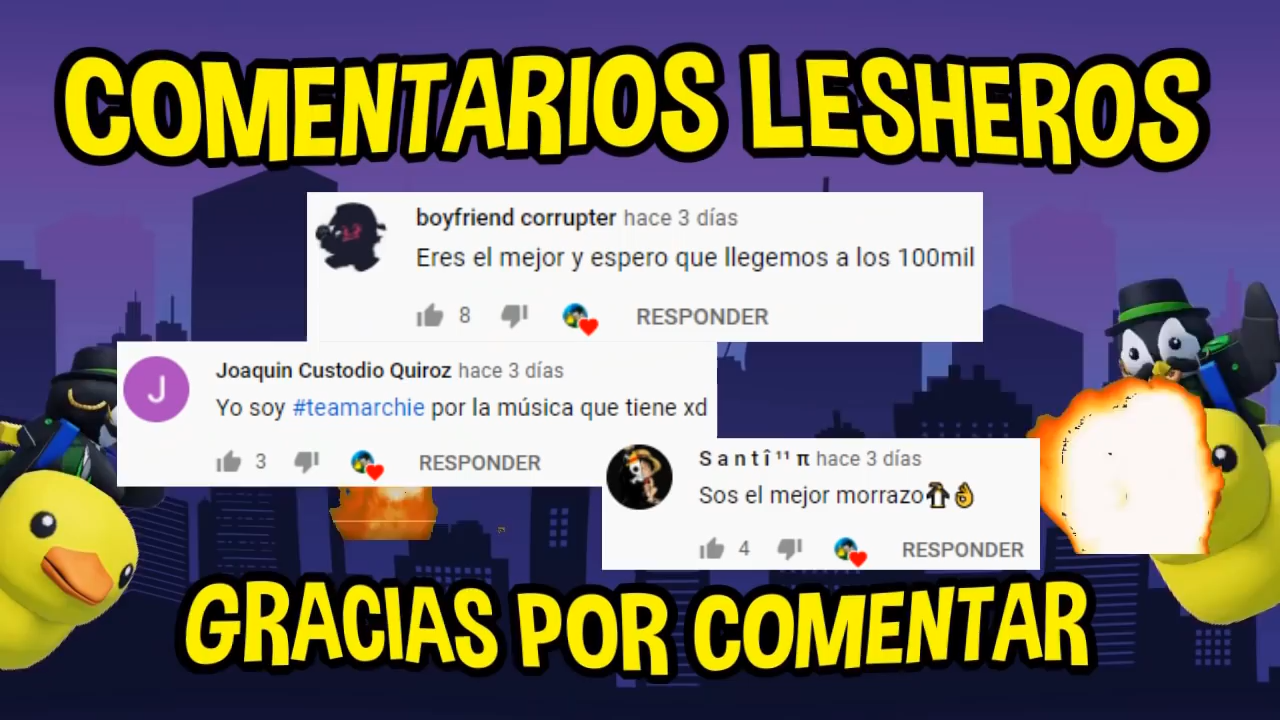 COMENTARIOS LESHEROS
boyfriend corrupter hace 3 días
Eres el mejor y espero que llegemos a los 100mil
8 RESPONDER
Joaquin Custodio Quiroz hace 3 días
J
Yo soy #teamarchie por la música que tiene xd
3 RESPONDER
S a n t î ¹¹ π hace 3 días
Sos el mejor morrazo🐧👌
4 RESPONDER
GRACIAS POR COMENTAR